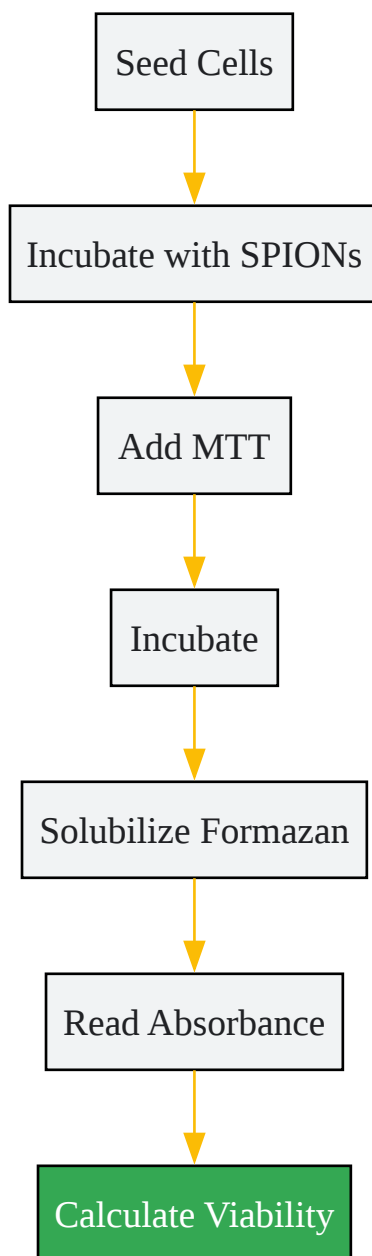 Seed Cells
Incubate with SPIONs
Add MTT
Incubate
Solubilize Formazan
Read Absorbance
Calculate Viability